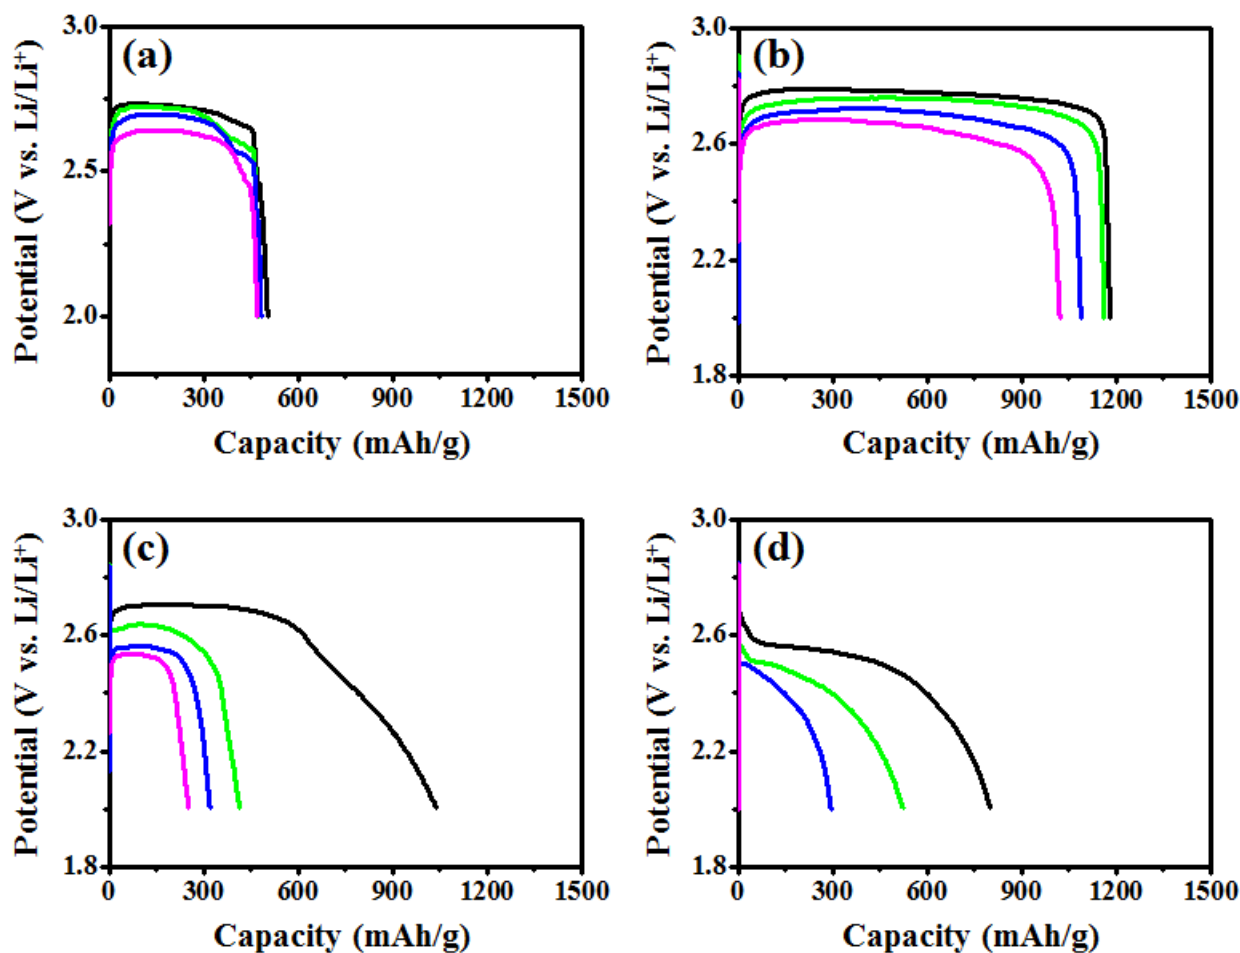 (a)
3.0
2.5
2.0
0 300 600 900 1200 1500
Potential (V vs. Li/Li⁺)
Capacity (mAh/g)
(b)
3.0
2.6
2.2
1.8
0 300 600 900 1200 1500
Potential (V vs. Li/Li⁺)
Capacity (mAh/g)
(c)
3.0
2.6
2.2
1.8
0 300 600 900 1200 1500
Potential (V vs. Li/Li⁺)
Capacity (mAh/g)
(d)
3.0
2.6
2.2
1.8
0 300 600 900 1200 1500
Potential (V vs. Li/Li⁺)
Capacity (mAh/g)